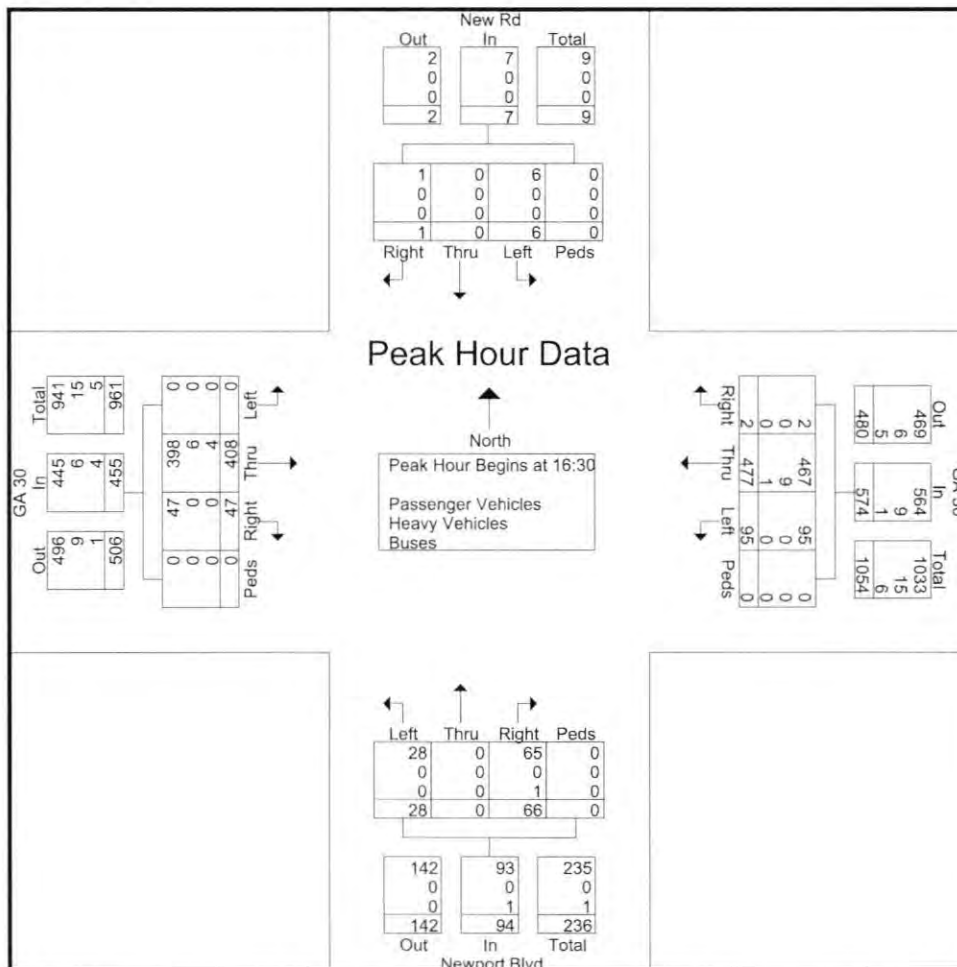 New Rd
Out In Total
2 7 9
0 0 0
0 0 0
2 7 9
1 0 6 0
0 0 0 0
0 0 0 0
1 0 6 0
Right Thru Left Peds
Peak Hour Data
North
Peak Hour Begins at 16:30
Passenger Vehicles
Heavy Vehicles
Buses
GA 30
Total
941
15
5
961
In
445
6
4
455
Out
496
9
1
506
Left
0
0
0
0
Thru
398
6
4
408
Right
47
0
0
47
Peds
0
0
0
0
Right
2
0
0
2
Thru
467
9
1
477
Left
95
0
0
95
Peds
0
0
0
0
Out
469
6
5
480
In
564
9
1
574
Total
1033
15
6
1054
Left Thru Right Peds
28 0 65 0
0 0 0 0
0 0 1 0
28 0 66 0
142 93 235
0 0 0
0 1 1
142 94 236
Out In Total
Newport Blvd